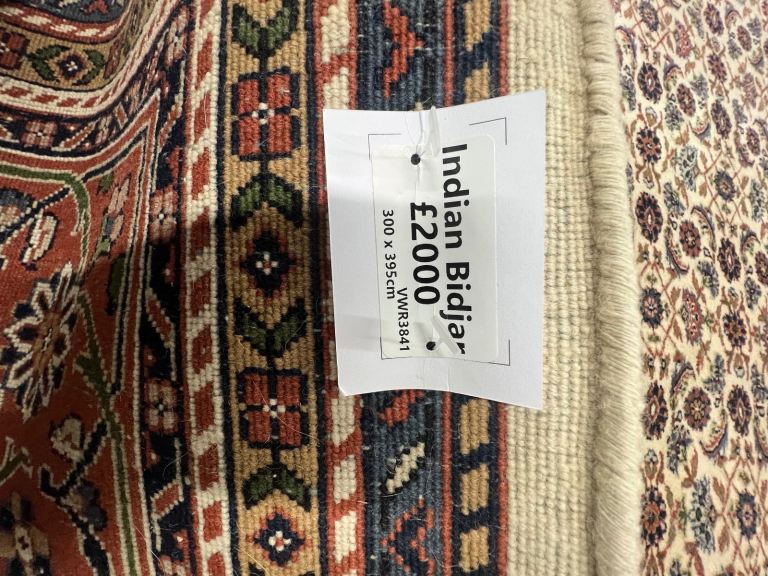 Indian Bidjar
£2000
VWR3841
300 x 395cm